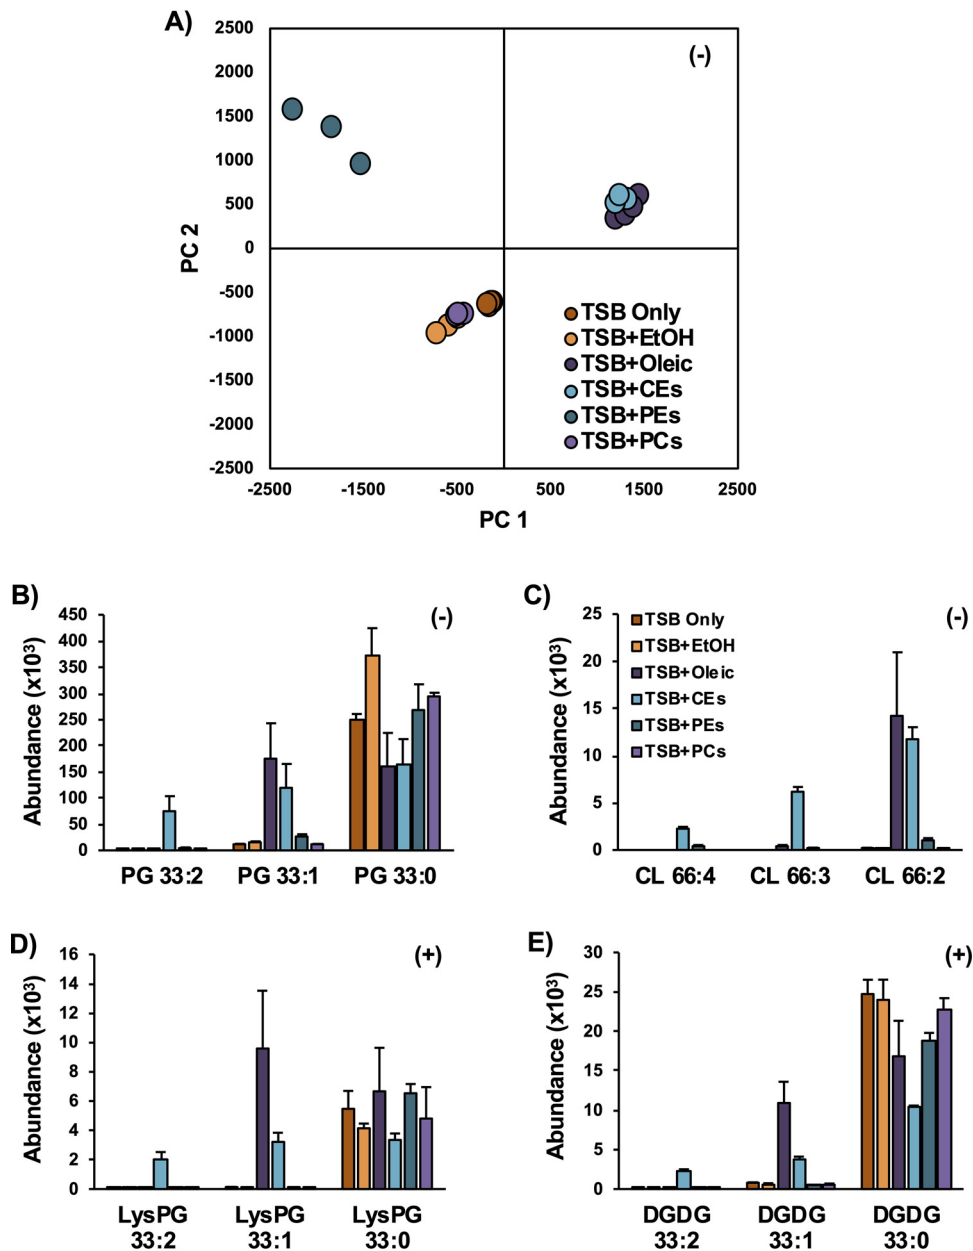 A)
(-)
2500
2000
1500
1000
500
0
-500
-1000
-1500
-2000
-2500
PC 2
-2500 -1500 -500 500 1500 2500
PC 1
TSB Only
TSB+EtOH
TSB+Oleic
TSB+CEs
TSB+PEs
TSB+PCs
B)
(-)
450
400
350
300
250
200
150
100
50
0
Abundance (x10³)
PG 33:2 PG 33:1 PG 33:0
C)
(-)
25
20
15
10
5
0
Abundance (x10³)
TSB Only
TSB+EtOH
TSB+Oleic
TSB+CEs
TSB+PEs
TSB+PCs
CL 66:4 CL 66:3 CL 66:2
D)
(+)
16
14
12
10
8
6
4
2
0
Abundance (x10³)
LysPG LysPG LysPG
33:2 33:1 33:0
E)
(+)
30
25
20
15
10
5
0
Abundance (x10³)
DGDG DGDG DGDG
33:2 33:1 33:0